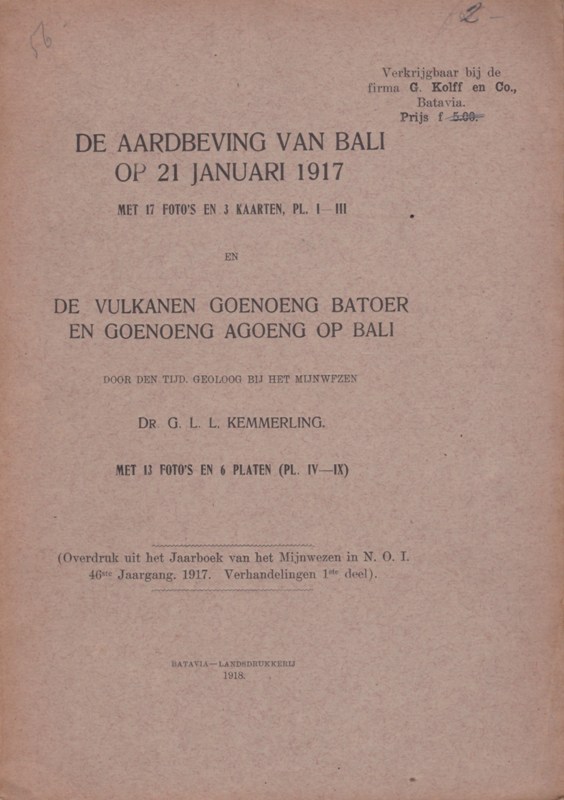 56
2-
Verkrijgbaar bij de
firma G. Kolff en Co.,
Batavia.
Prijs f 5.00.
DE AARDBEVING VAN BALI
OP 21 JANUARI 1917
MET 17 FOTO'S EN 3 KAARTEN, PL. I—III
EN
DE VULKANEN GOENOENG BATOER
EN GOENOENG AGOENG OP BALI
DOOR DEN TIJD. GEOLOOG BIJ HET MIJNWEZEN
DR G. L. L. KEMMERLING.
MET 13 FOTO'S EN 6 PLATEN (PL. IV—IX)
(Overdruk uit het Jaarboek van het Mijnwezen in N. O. I.
46ste Jaargang. 1917. Verhandelingen 1ste deel).
BATAVIA—LANDSDRUKKERIJ
1918.